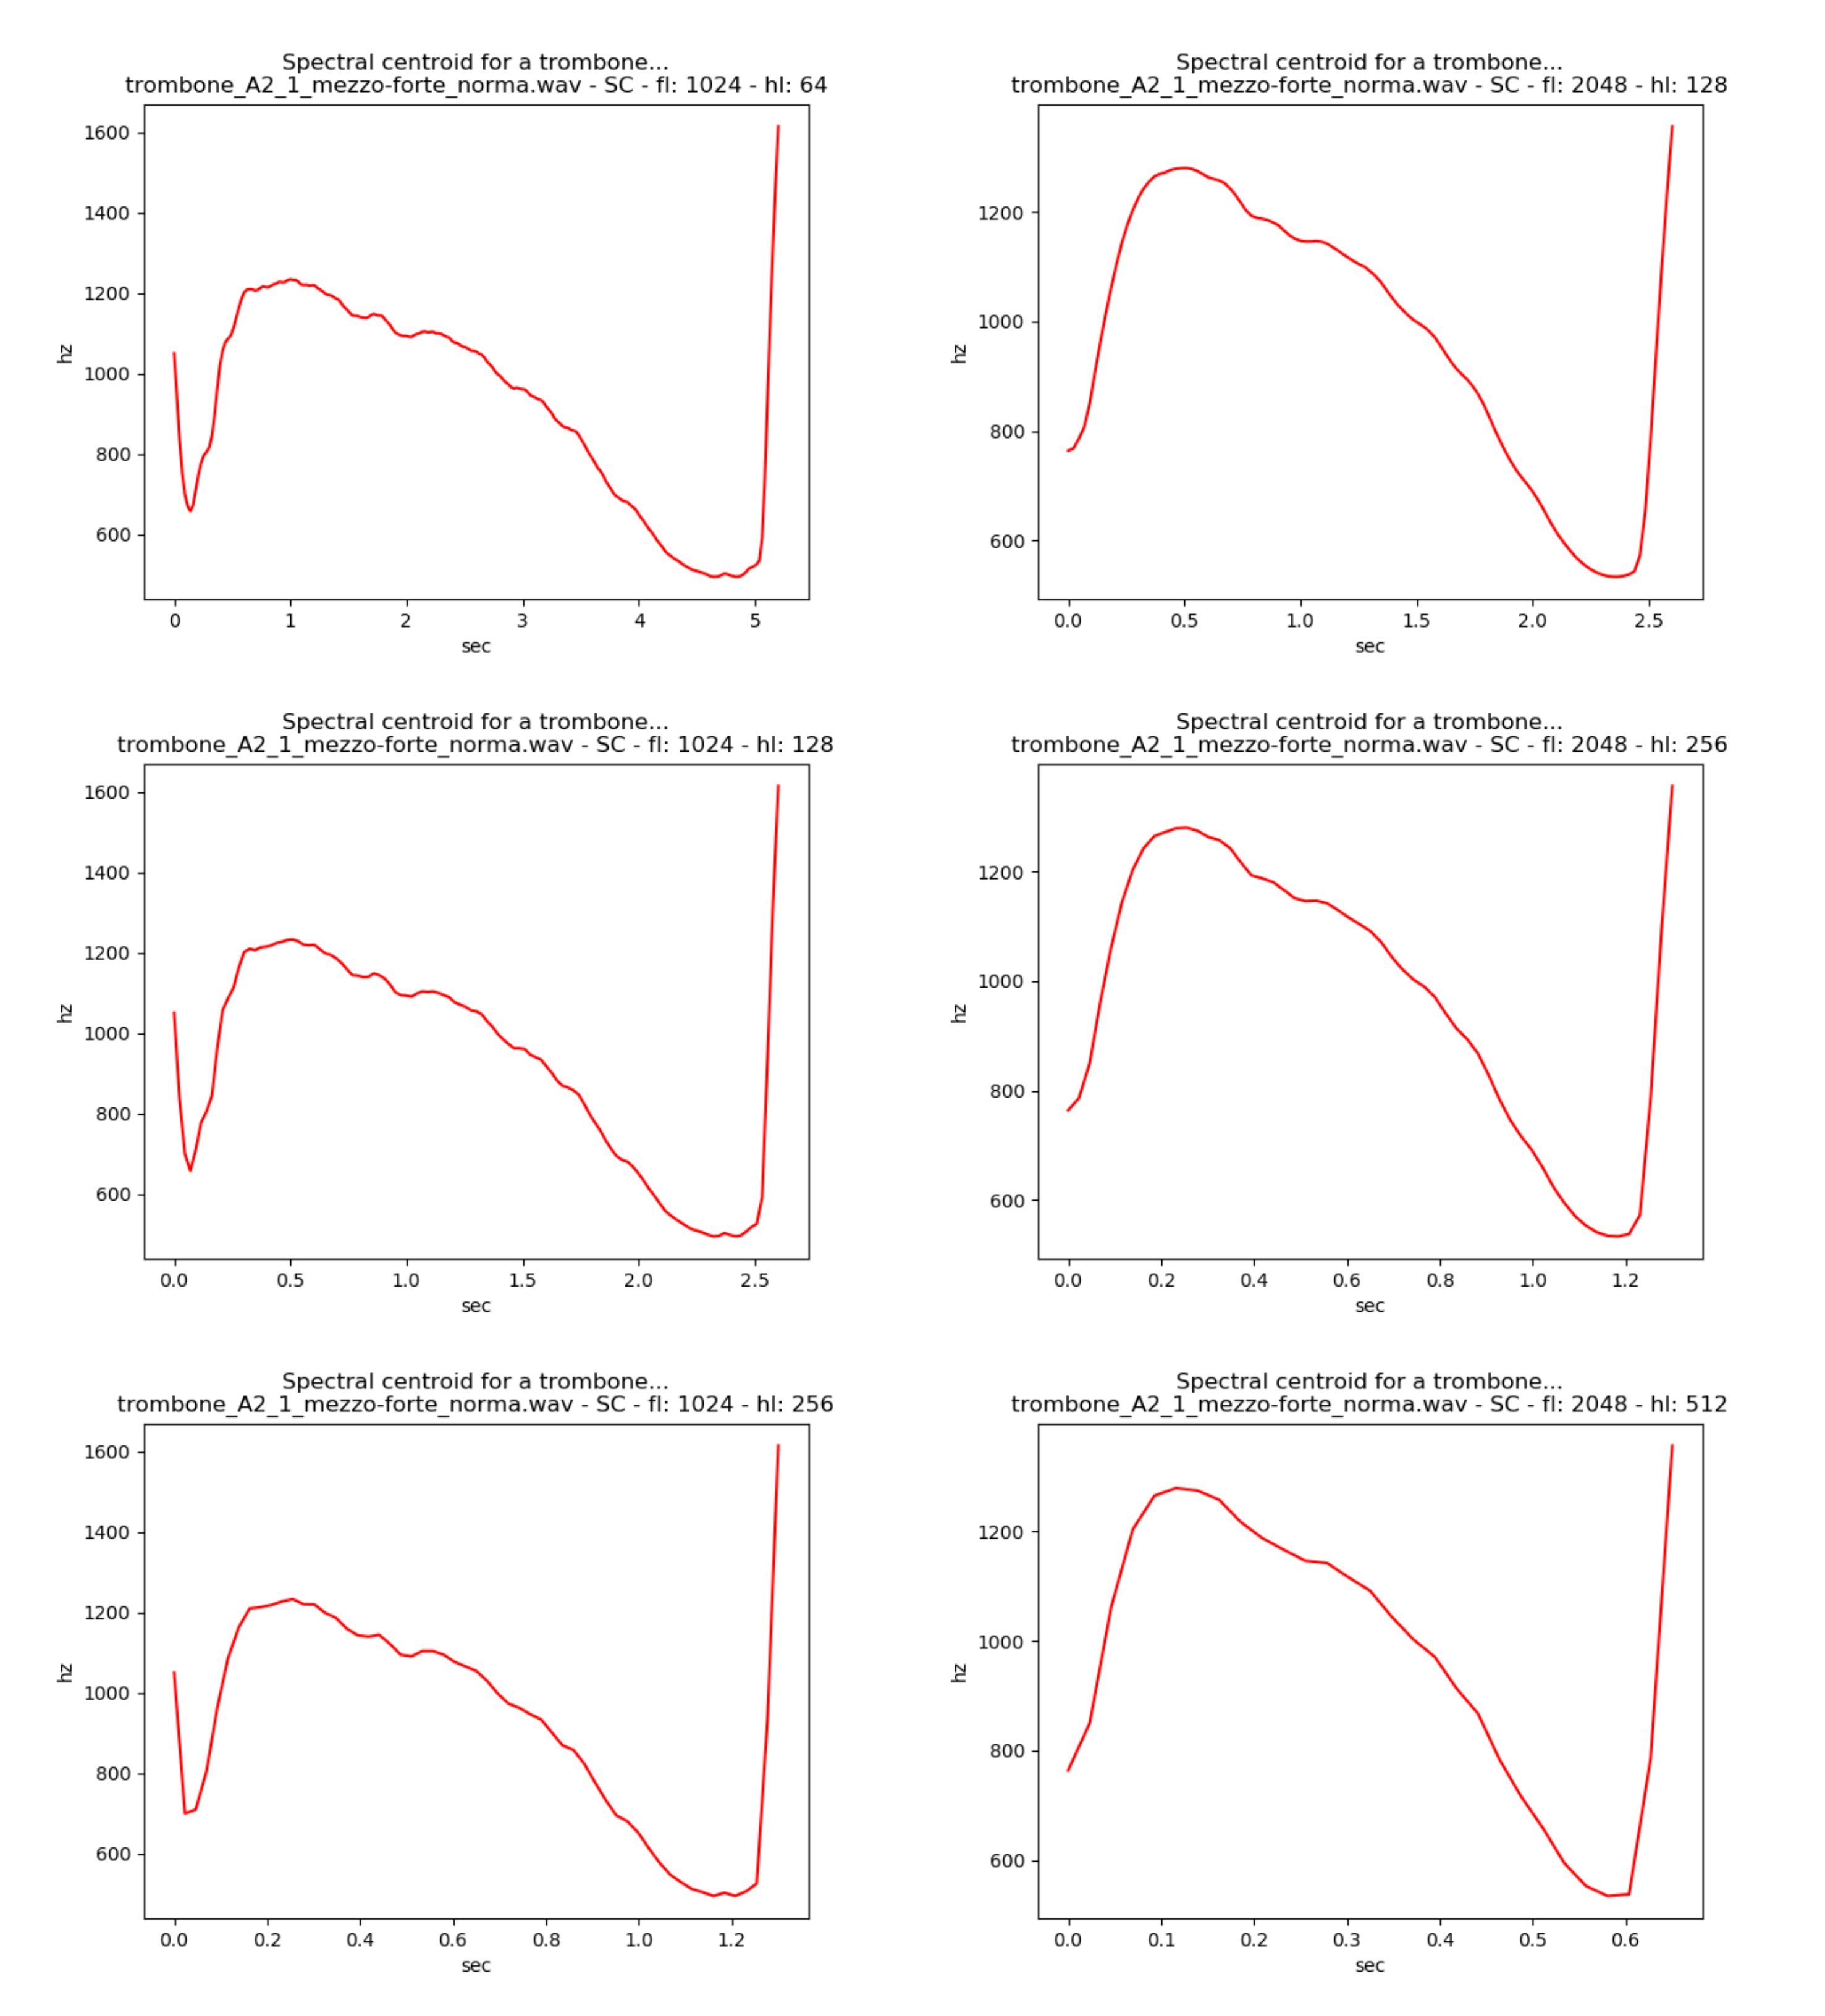 Spectral centroid for a trombone...
trombone_A2_1_mezzo-forte_norma.wav - SC - fl: 1024 - hl: 64
1600
1400
1200
1000
800
600
hz
0 1 2 3 4 5
sec
Spectral centroid for a trombone...
trombone_A2_1_mezzo-forte_norma.wav - SC - fl: 2048 - hl: 128
1200
1000
800
600
hz
0.0 0.5 1.0 1.5 2.0 2.5
sec
Spectral centroid for a trombone...
trombone_A2_1_mezzo-forte_norma.wav - SC - fl: 1024 - hl: 128
1600
1400
1200
1000
800
600
hz
0.0 0.5 1.0 1.5 2.0 2.5
sec
Spectral centroid for a trombone...
trombone_A2_1_mezzo-forte_norma.wav - SC - fl: 2048 - hl: 256
1200
1000
800
600
hz
0.0 0.2 0.4 0.6 0.8 1.0 1.2
sec
Spectral centroid for a trombone...
trombone_A2_1_mezzo-forte_norma.wav - SC - fl: 1024 - hl: 256
1600
1400
1200
1000
800
600
hz
0.0 0.2 0.4 0.6 0.8 1.0 1.2
sec
Spectral centroid for a trombone...
trombone_A2_1_mezzo-forte_norma.wav - SC - fl: 2048 - hl: 512
1200
1000
800
600
hz
0.0 0.1 0.2 0.3 0.4 0.5 0.6
sec